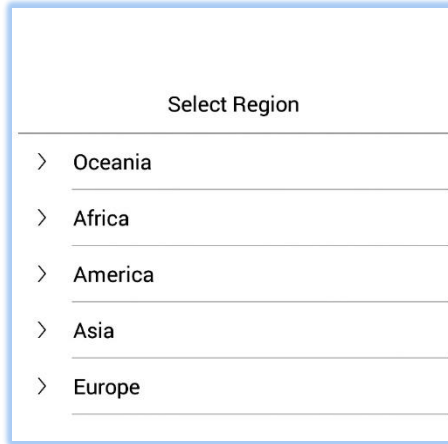 Select Region
Oceania
Africa
America
Asia
Europe